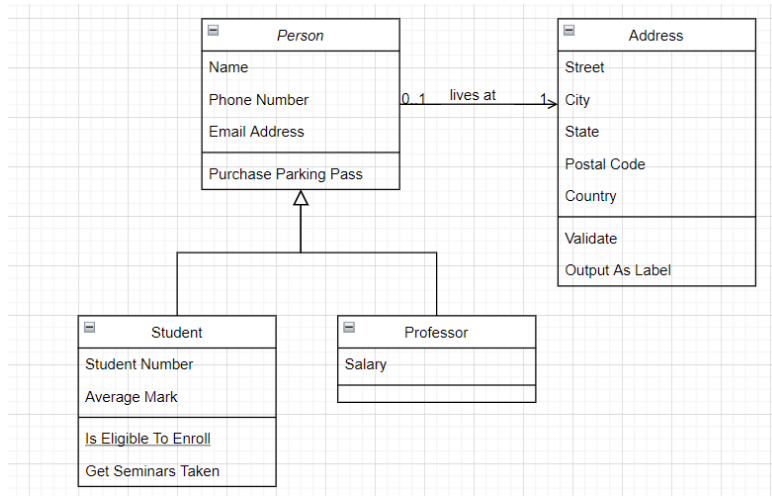 Person
Name
Phone Number
Email Address
Purchase Parking Pass
0..1 lives at 1
Address
Street
City
State
Postal Code
Country
Validate
Output As Label
Student
Student Number
Average Mark
Is Eligible To Enroll
Get Seminars Taken
Professor
Salary